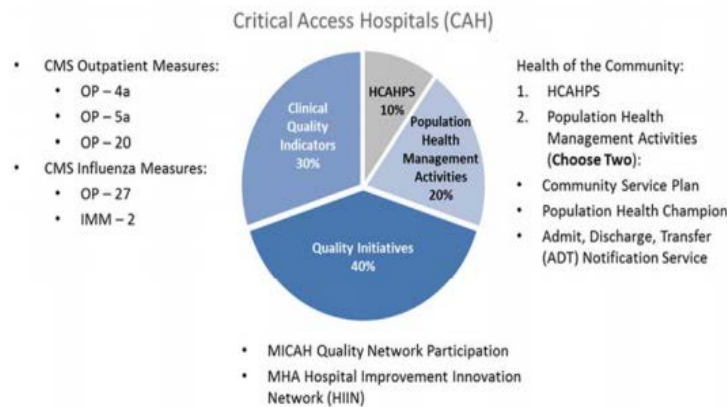 Critical Access Hospitals (CAH)
• CMS Outpatient Measures:
• OP – 4a
• OP – 5a
• OP – 20
• CMS Influenza Measures:
• OP – 27
• IMM – 2
Clinical
Quality
Indicators
30%
HCAHPS
10%
Population
Health
Management
Activities
20%
Quality Initiatives
40%
Health of the Community:
1. HCAHPS
2. Population Health
Management Activities
(Choose Two):
• Community Service Plan
• Population Health Champion
• Admit, Discharge, Transfer
(ADT) Notification Service
• MICAH Quality Network Participation
• MHA Hospital Improvement Innovation
Network (HIIN)